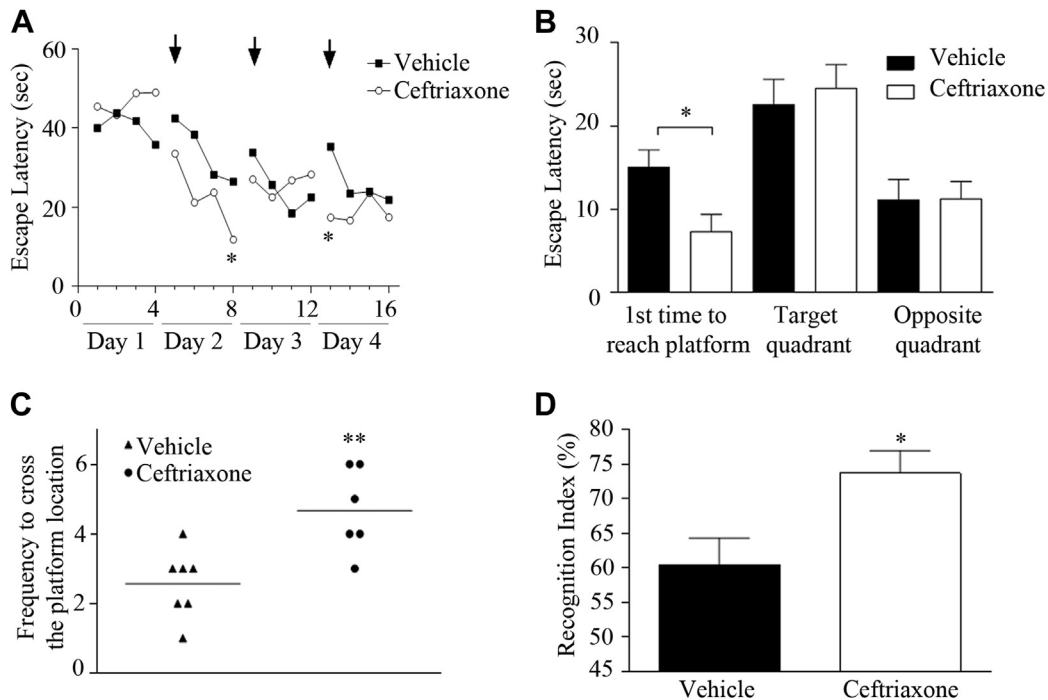 A
Escape Latency (sec)
60
40
20
0
Vehicle
Ceftriaxone
*
*
0 4 8 12 16
Day 1 Day 2 Day 3 Day 4
B
Escape Latency (sec)
30
20
10
0
Vehicle
Ceftriaxone
*
1st time to
reach platform
Target
quadrant
Opposite
quadrant
C
Frequency to cross
the platform location
6
4
2
0
Vehicle
Ceftriaxone
**
D
Recognition Index (%)
80
75
70
65
60
55
50
45
*
Vehicle Ceftriaxone